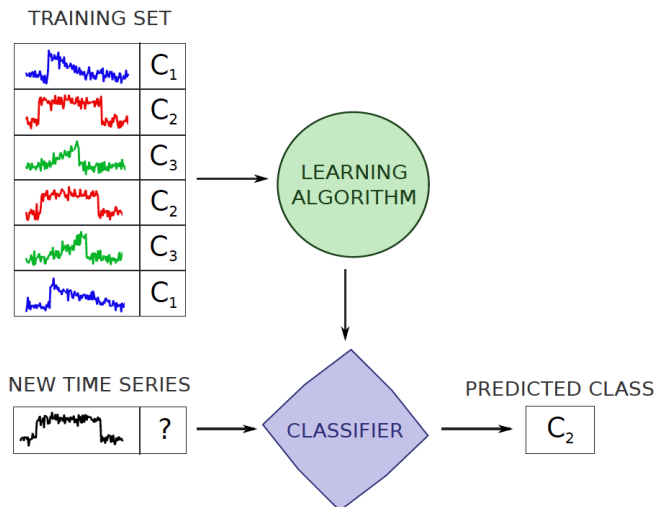 TRAINING SET
C1
C2
C3
C2
C3
C1
LEARNING
ALGORITHM
NEW TIME SERIES
?
CLASSIFIER
PREDICTED CLASS
C2